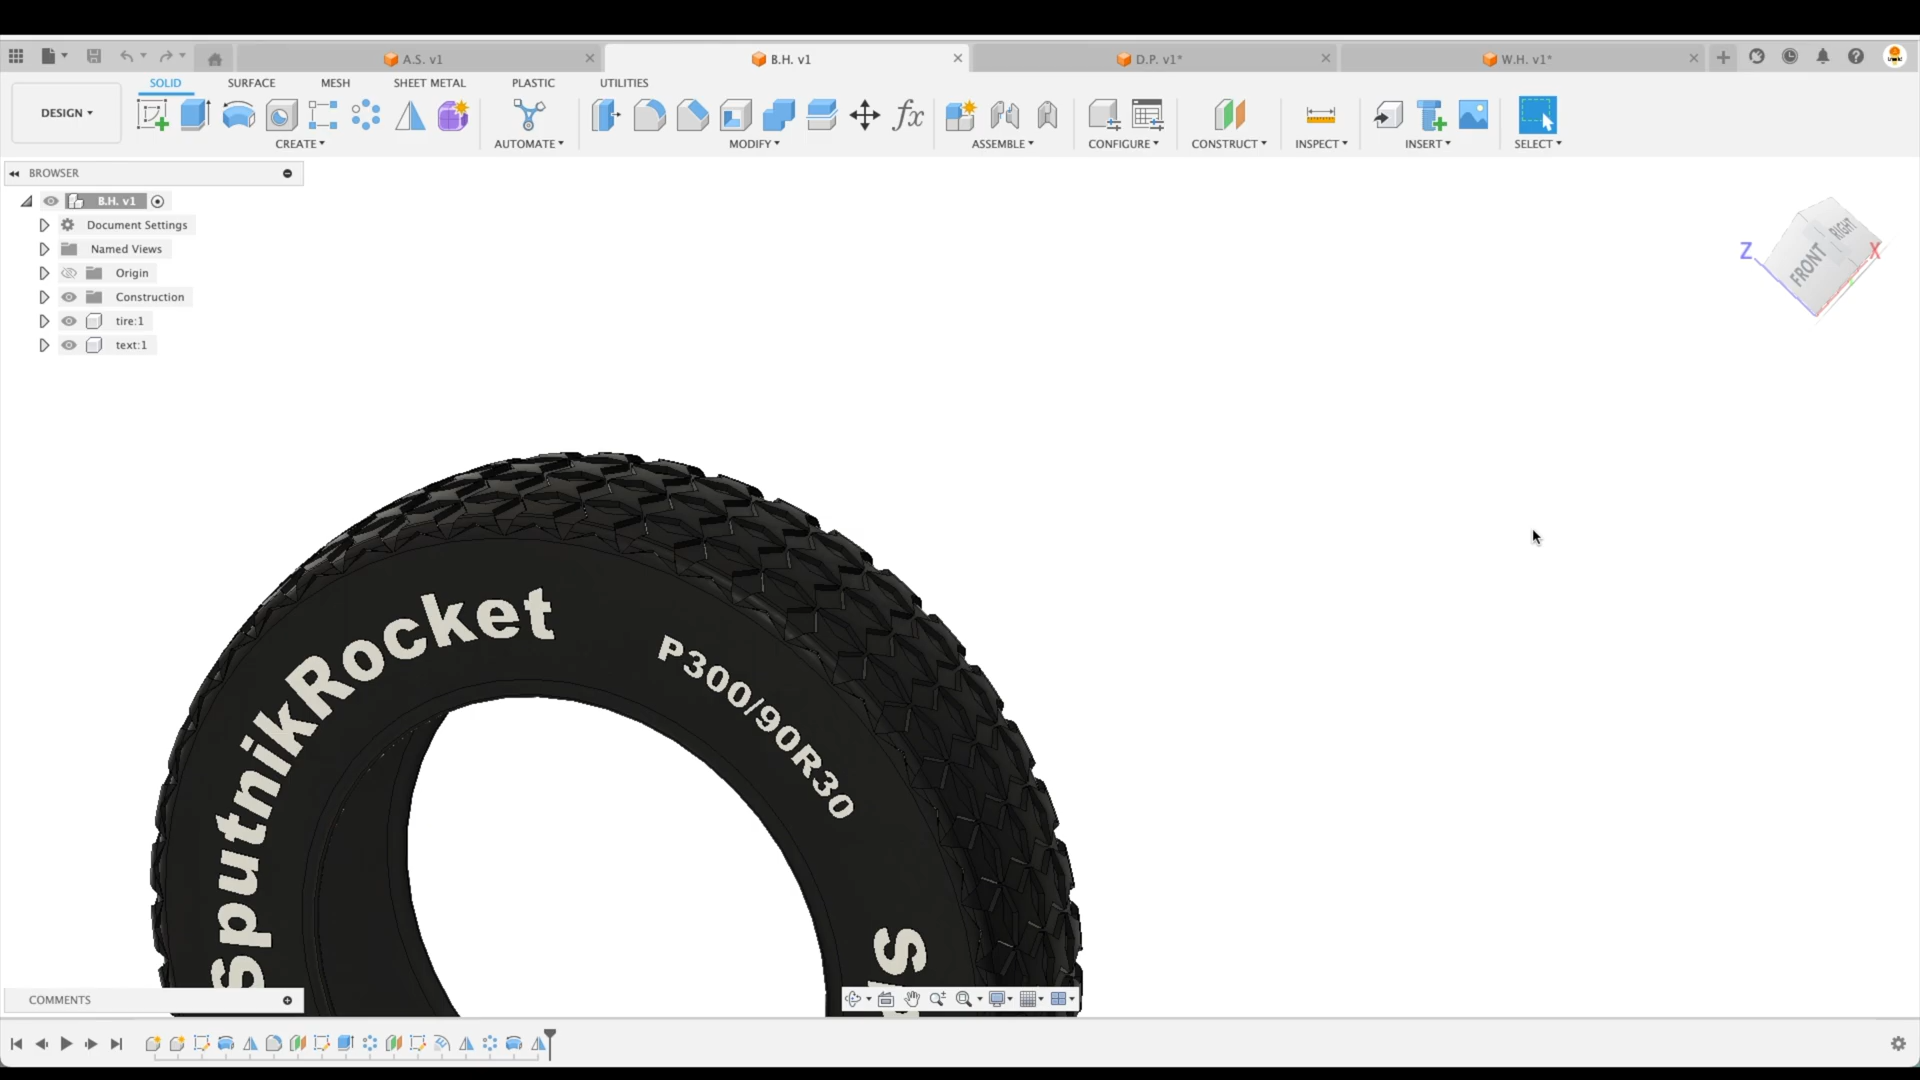 A.S. v1
B.H. v1
D.P. v1*
W.H. v1*
SOLID
SURFACE
MESH
SHEET METAL
PLASTIC
UTILITIES
DESIGN
CREATE
AUTOMATE
MODIFY
fx
ASSEMBLE
CONFIGURE
CONSTRUCT
INSPECT
INSERT
SELECT
BROWSER
B.H. v1
Document Settings
Named Views
Origin
Construction
tire:1
text:1
Z
FRONT
RIGHT
X
SputnikRocket
P300/90R30
COMMENTS